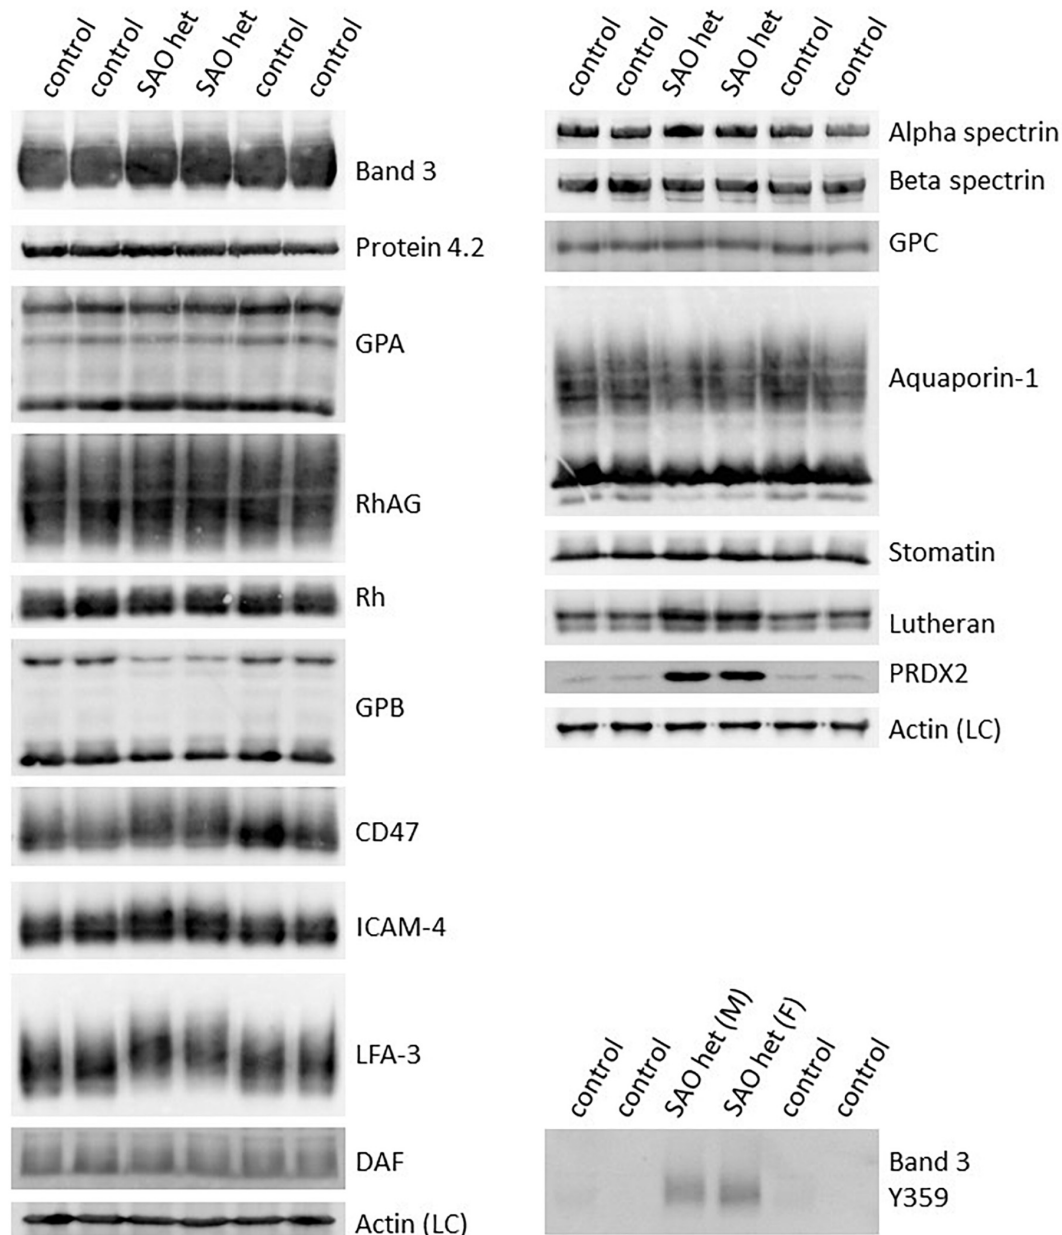 control control SAO het SAO het control control
Band 3
Protein 4.2
GPA
RhAG
Rh
GPB
CD47
ICAM-4
LFA-3
DAF
Actin (LC)
control control SAO het SAO het control control
Alpha spectrin
Beta spectrin
GPC
Aquaporin-1
Stomatin
Lutheran
PRDX2
Actin (LC)
control control SAO het (M) SAO het (F) control control
Band 3
Y359